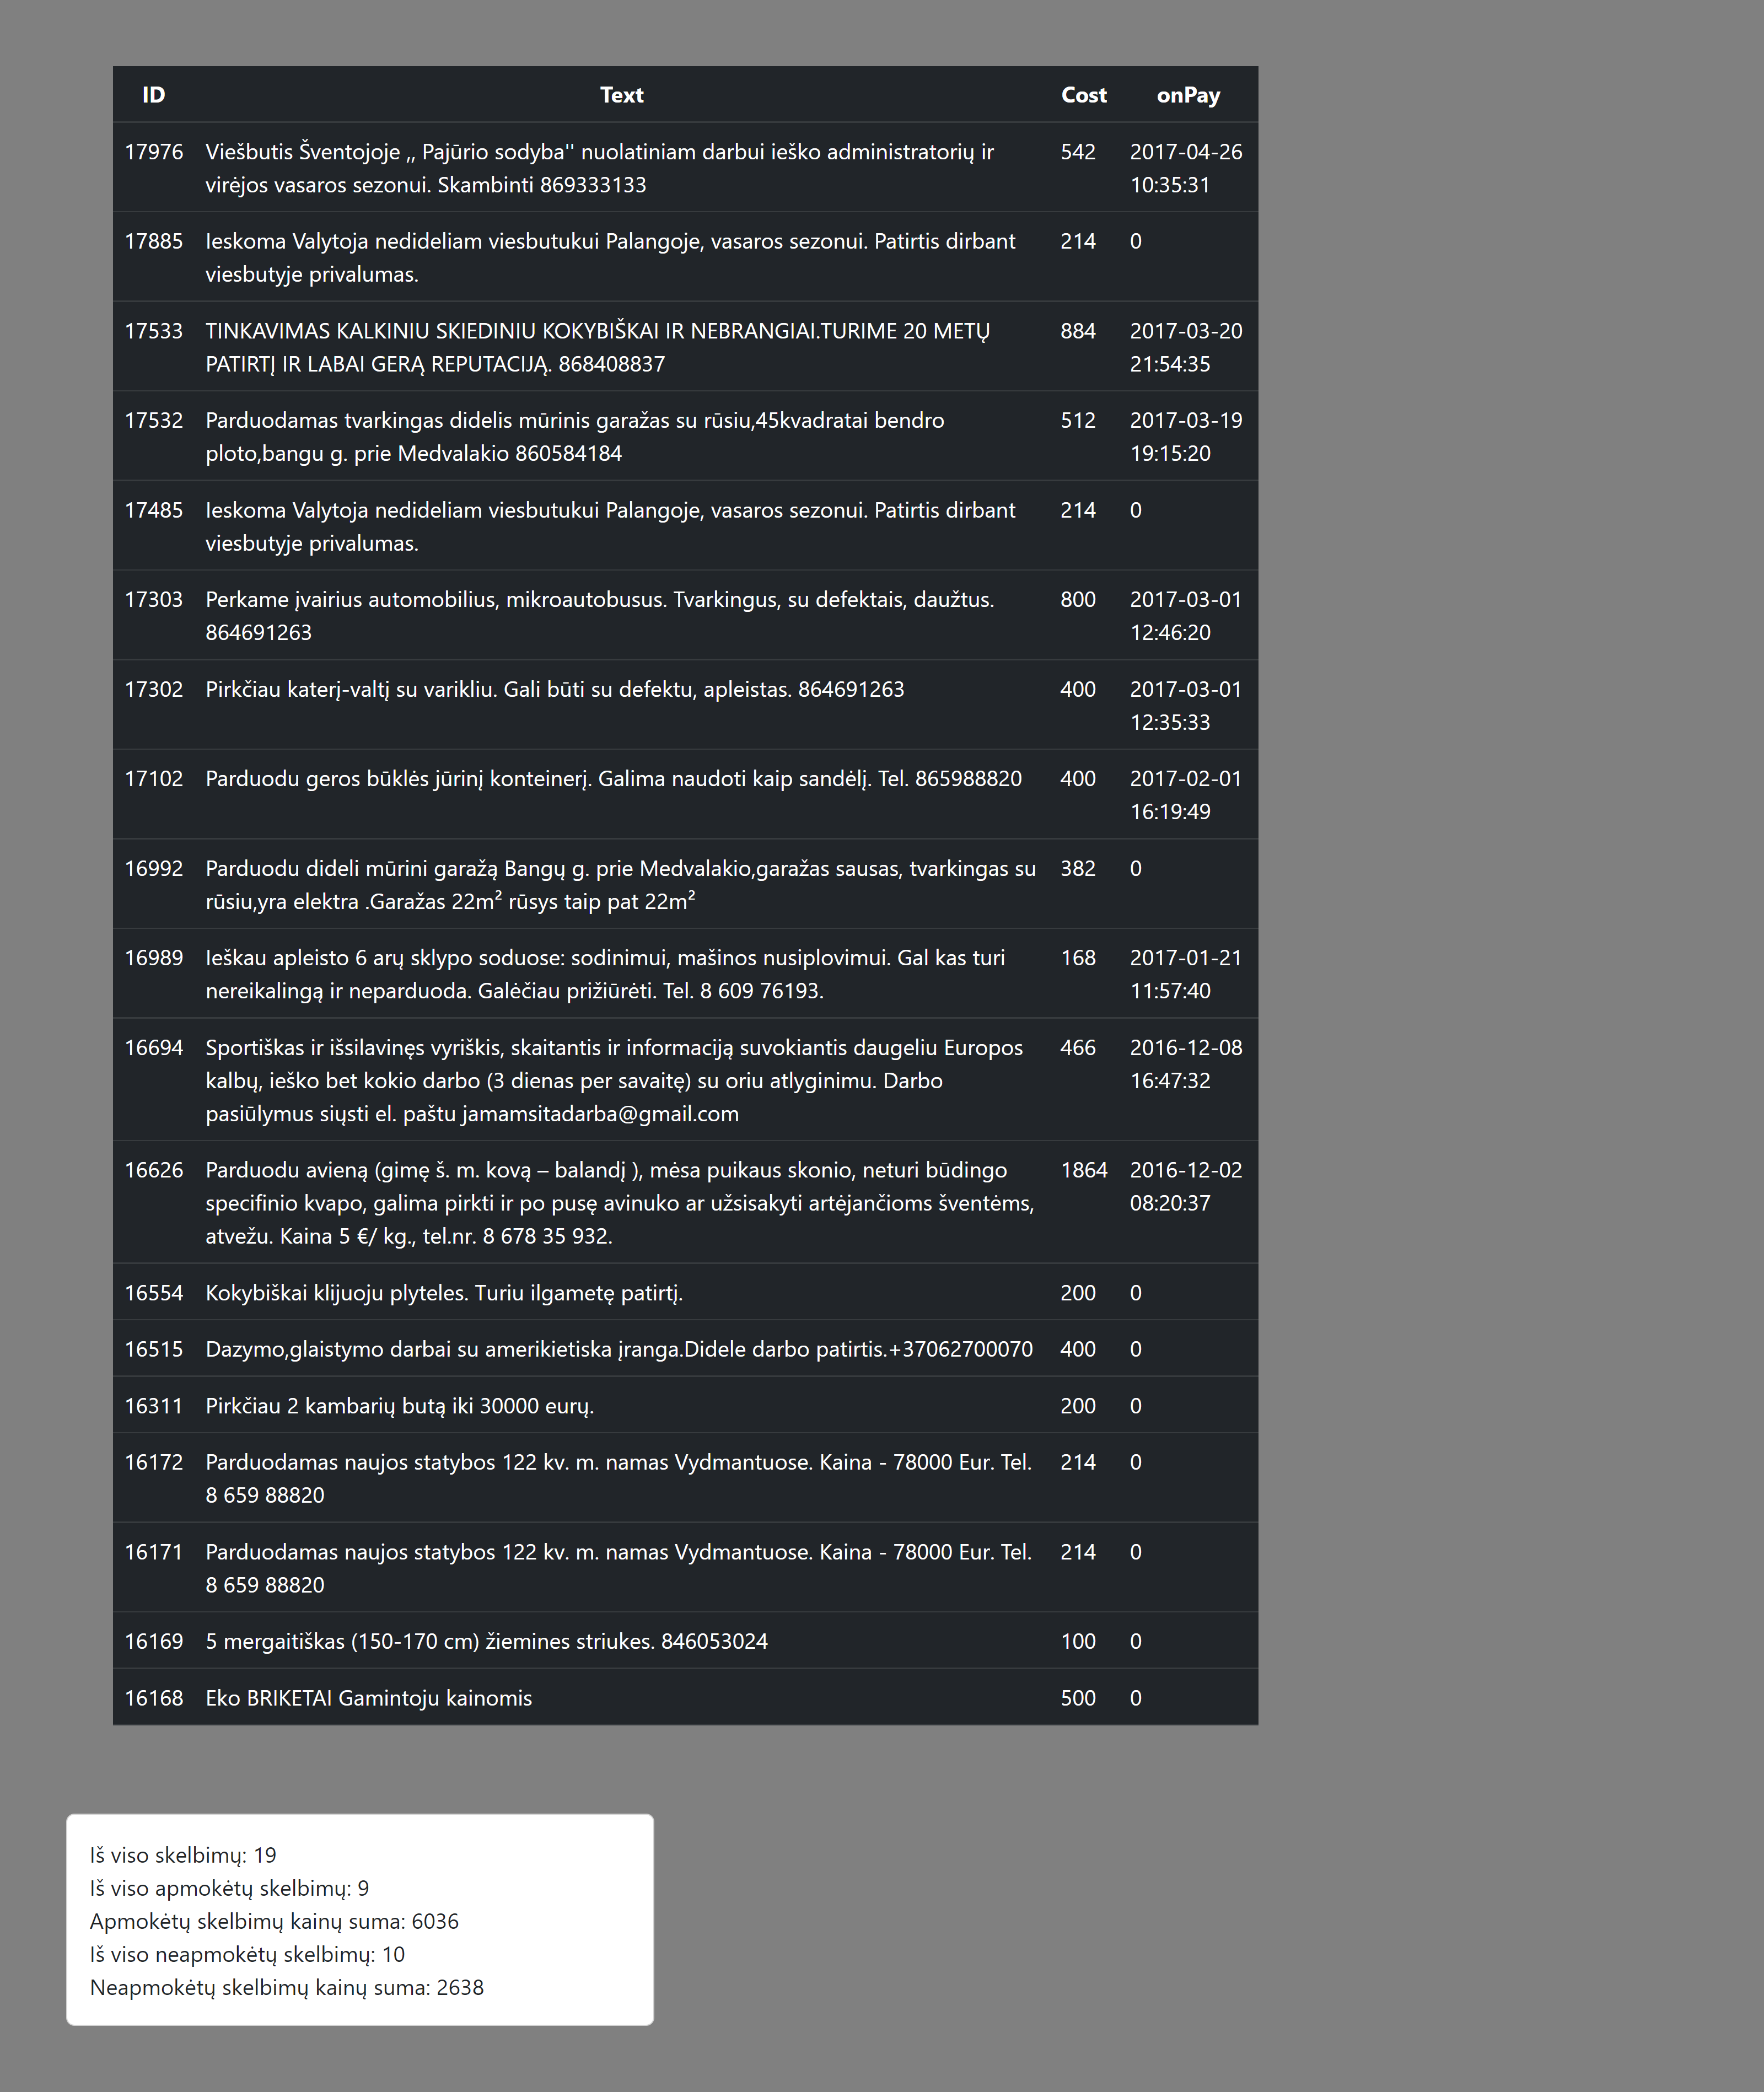 ID Text Cost onPay
17976 Viešbutis Šventojoje ,, Pajūrio sodyba'' nuolatiniam darbui ieško administratorių ir 542 2017-04-26
virėjos vasaros sezonui. Skambinti 869333133 10:35:31
17885 Ieskoma Valytoja nedideliam viesbutukui Palangoje, vasaros sezonui. Patirtis dirbant 214 0
viesbutyje privalumas.
17533 TINKAVIMAS KALKINIU SKIEDINIU KOKYBIŠKAI IR NEBRANGIAI.TURIME 20 METŲ 884 2017-03-20
PATIRTĮ IR LABAI GERĄ REPUTACIJĄ. 868408837 21:54:35
17532 Parduodamas tvarkingas didelis mūrinis garažas su rūsiu,45kvadratai bendro 512 2017-03-19
ploto,bangu g. prie Medvalakio 860584184 19:15:20
17485 Ieskoma Valytoja nedideliam viesbutukui Palangoje, vasaros sezonui. Patirtis dirbant 214 0
viesbutyje privalumas.
17303 Perkame įvairius automobilius, mikroautobusus. Tvarkingus, su defektais, daužtus. 800 2017-03-01
864691263 12:46:20
17302 Pirkčiau katerį-valtį su varikliu. Gali būti su defektu, apleistas. 864691263 400 2017-03-01
12:35:33
17102 Parduodu geros būklės jūrinį konteinerį. Galima naudoti kaip sandėlį. Tel. 865988820 400 2017-02-01
16:19:49
16992 Parduodu dideli mūrini garažą Bangų g. prie Medvalakio,garažas sausas, tvarkingas su 382 0
rūsiu,yra elektra .Garažas 22m² rūsys taip pat 22m²
16989 Ieškau apleisto 6 arų sklypo soduose: sodinimui, mašinos nusiplovimui. Gal kas turi 168 2017-01-21
nereikalingą ir neparduoda. Galėčiau prižiūrėti. Tel. 8 609 76193. 11:57:40
16694 Sportiškas ir išsilavinęs vyriškis, skaitantis ir informaciją suvokiantis daugeliu Europos 466 2016-12-08
kalbų, ieško bet kokio darbo (3 dienas per savaitę) su oriu atlyginimu. Darbo 16:47:32
pasiūlymus siųsti el. paštu jamamsitadarba@gmail.com
16626 Parduodu avieną (gimę š. m. kovą – balandį ), mėsa puikaus skonio, neturi būdingo 1864 2016-12-02
specifinio kvapo, galima pirkti ir po pusę avinuko ar užsisakyti artėjančioms šventėms, 08:20:37
atvežu. Kaina 5 €/ kg., tel.nr. 8 678 35 932.
16554 Kokybiškai klijuoju plyteles. Turiu ilgametę patirtį. 200 0
16515 Dazymo,glaistymo darbai su amerikietiska įranga.Didele darbo patirtis.+37062700070 400 0
16311 Pirkčiau 2 kambarių butą iki 30000 eurų. 200 0
16172 Parduodamas naujos statybos 122 kv. m. namas Vydmantuose. Kaina - 78000 Eur. Tel. 214 0
8 659 88820
16171 Parduodamas naujos statybos 122 kv. m. namas Vydmantuose. Kaina - 78000 Eur. Tel. 214 0
8 659 88820
16169 5 mergaitiškas (150-170 cm) žiemines striukes. 846053024 100 0
16168 Eko BRIKETAI Gamintoju kainomis 500 0
Iš viso skelbimų: 19
Iš viso apmokėtų skelbimų: 9
Apmokėtų skelbimų kainų suma: 6036
Iš viso neapmokėtų skelbimų: 10
Neapmokėtų skelbimų kainų suma: 2638